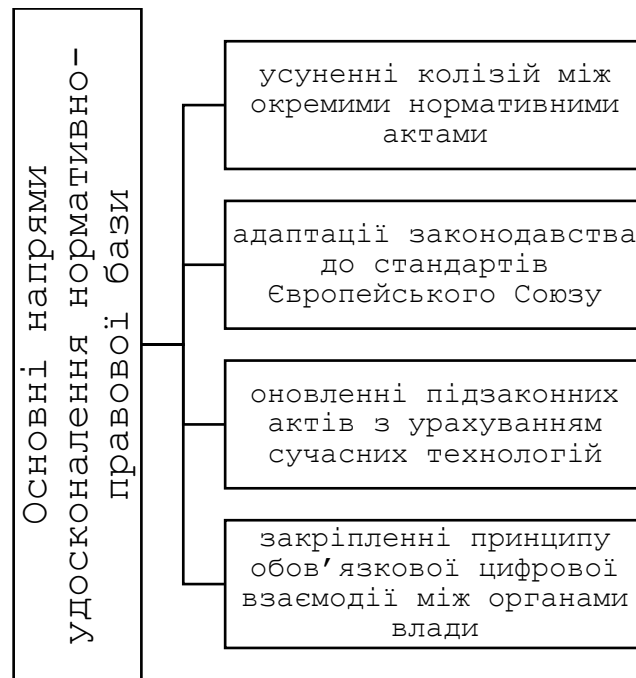 Основні напрями
удосконалення нормативно-
правової бази
усуненні колізій між
окремими нормативними
актами
адаптації законодавства
до стандартів
Європейського Союзу
оновленні підзаконних
актів з урахуванням
сучасних технологій
закріпленні принципу
обов’язкової цифрової
взаємодії між органами
влади